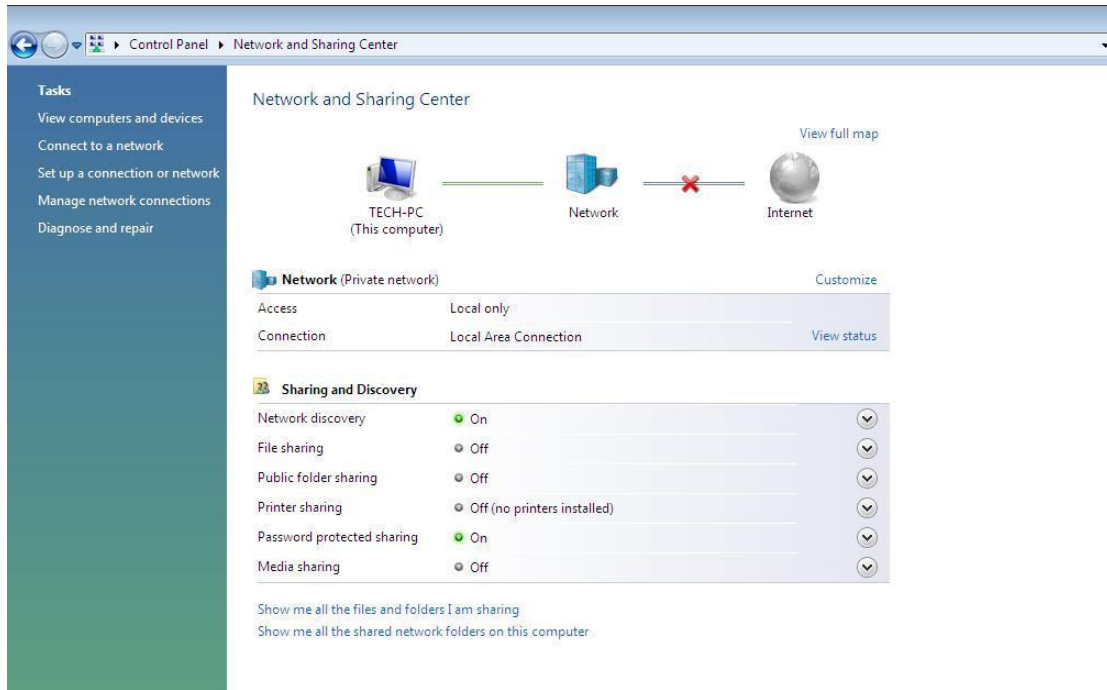 Control Panel Network and Sharing Center
Tasks
View computers and devices
Connect to a network
Set up a connection or network
Manage network connections
Diagnose and repair
Network and Sharing Center
View full map
TECH-PC
(This computer)
Network
Internet
Network (Private network) Customize
Access Local only
Connection Local Area Connection View status
Sharing and Discovery
Network discovery On
File sharing Off
Public folder sharing Off
Printer sharing Off (no printers installed)
Password protected sharing On
Media sharing Off
Show me all the files and folders I am sharing
Show me all the shared network folders on this computer